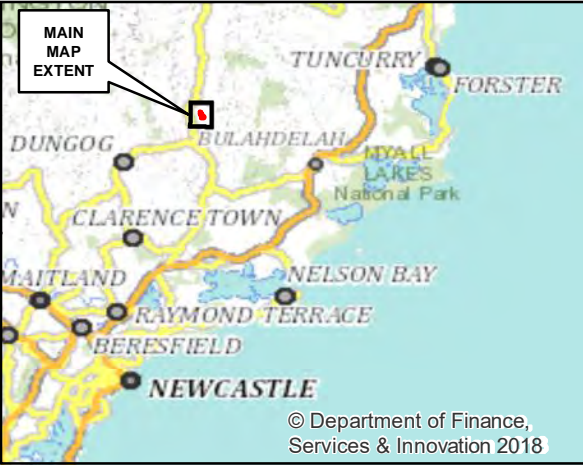 MAIN
MAP
EXTENT
TUNCURRY
FORSTER
DUNGOG
BULAHDELAH
MYALL
LAKES
National Park
N
CLARENCE TOWN
MAITLAND
NELSON BAY
RAYMOND TERRACE
BERESFIELD
NEWCASTLE
© Department of Finance,
Services & Innovation 2018